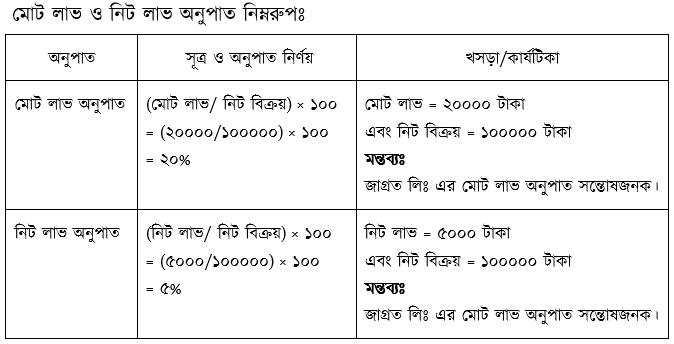 মোট লাভ ও নিট লাভ অনুপাত নিম্নরুপঃ
অনুপাত
সূত্র ও অনুপাত নির্ণয়
খসড়া/কার্যটিকা
মোট লাভ অনুপাত
(মোট লাভ/ নিট বিক্রয়) × ১০০
= (২০০০০/১০০০০০) × ১০০
= ২০%
মোট লাভ = ২০০০০ টাকা
এবং নিট বিক্রয় = ১০০০০০ টাকা
মন্তব্যঃ
জাগ্রত লিঃ এর মোট লাভ অনুপাত সন্তোষজনক।
নিট লাভ অনুপাত
(নিট লাভ/ নিট বিক্রয়) × ১০০
= (৫০০০/১০০০০০) × ১০০
= ৫%
নিট লাভ = ৫০০০ টাকা
এবং নিট বিক্রয় = ১০০০০০ টাকা
মন্তব্যঃ
জাগ্রত লিঃ এর মোট লাভ অনুপাত সন্তোষজনক।